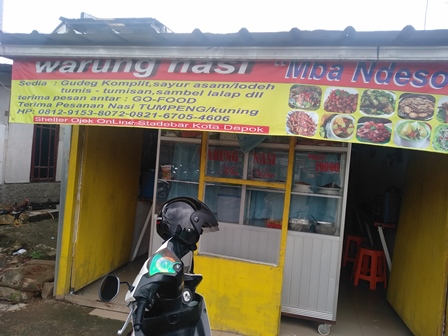 warung nasi "Mba Ndeso
Sedia : Gudeg Komplit, sayur asam/lodeh
tumis - tumisan, sambel lalap dll
terima pesan antar : GO-FOOD
Terima Pesanan Nasi TUMPENG/kuning
HP: 0812-9153-8072-0821-6705-4606
Shelter Ojek OnLine Stadebar Kota Depok